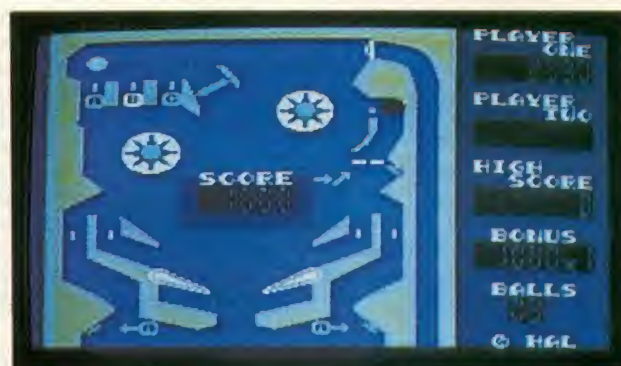 A B C
SCORE
PLAYER
ONE
PLAYER
TWO
HIGH
SCORE
BONUS
BALLS
© HAL